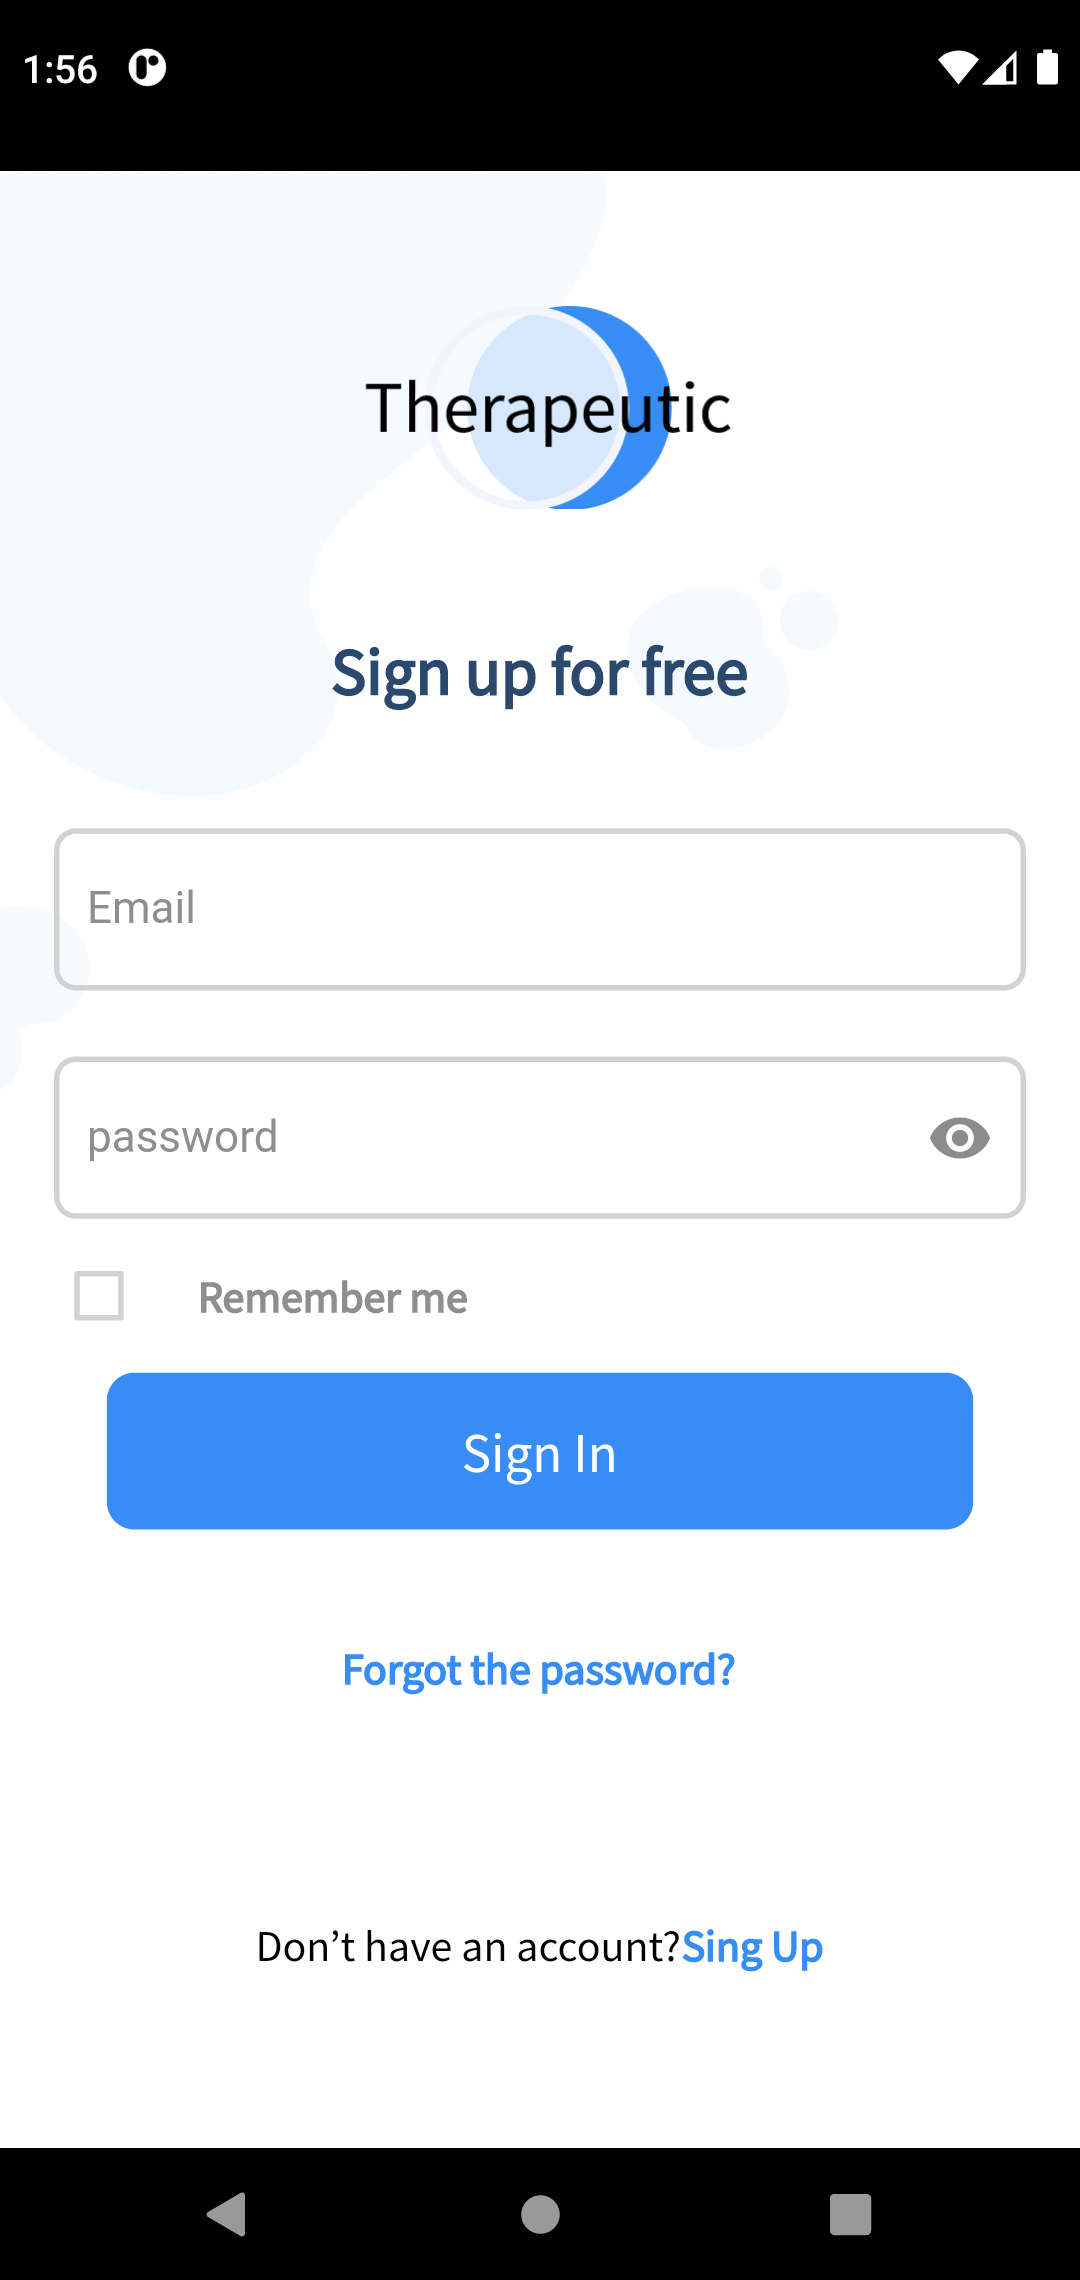 1:56
Therapeutic
Sign up for free
Email
password
Remember me
Sign In
Forgot the password?
Don’t have an account?Sing Up